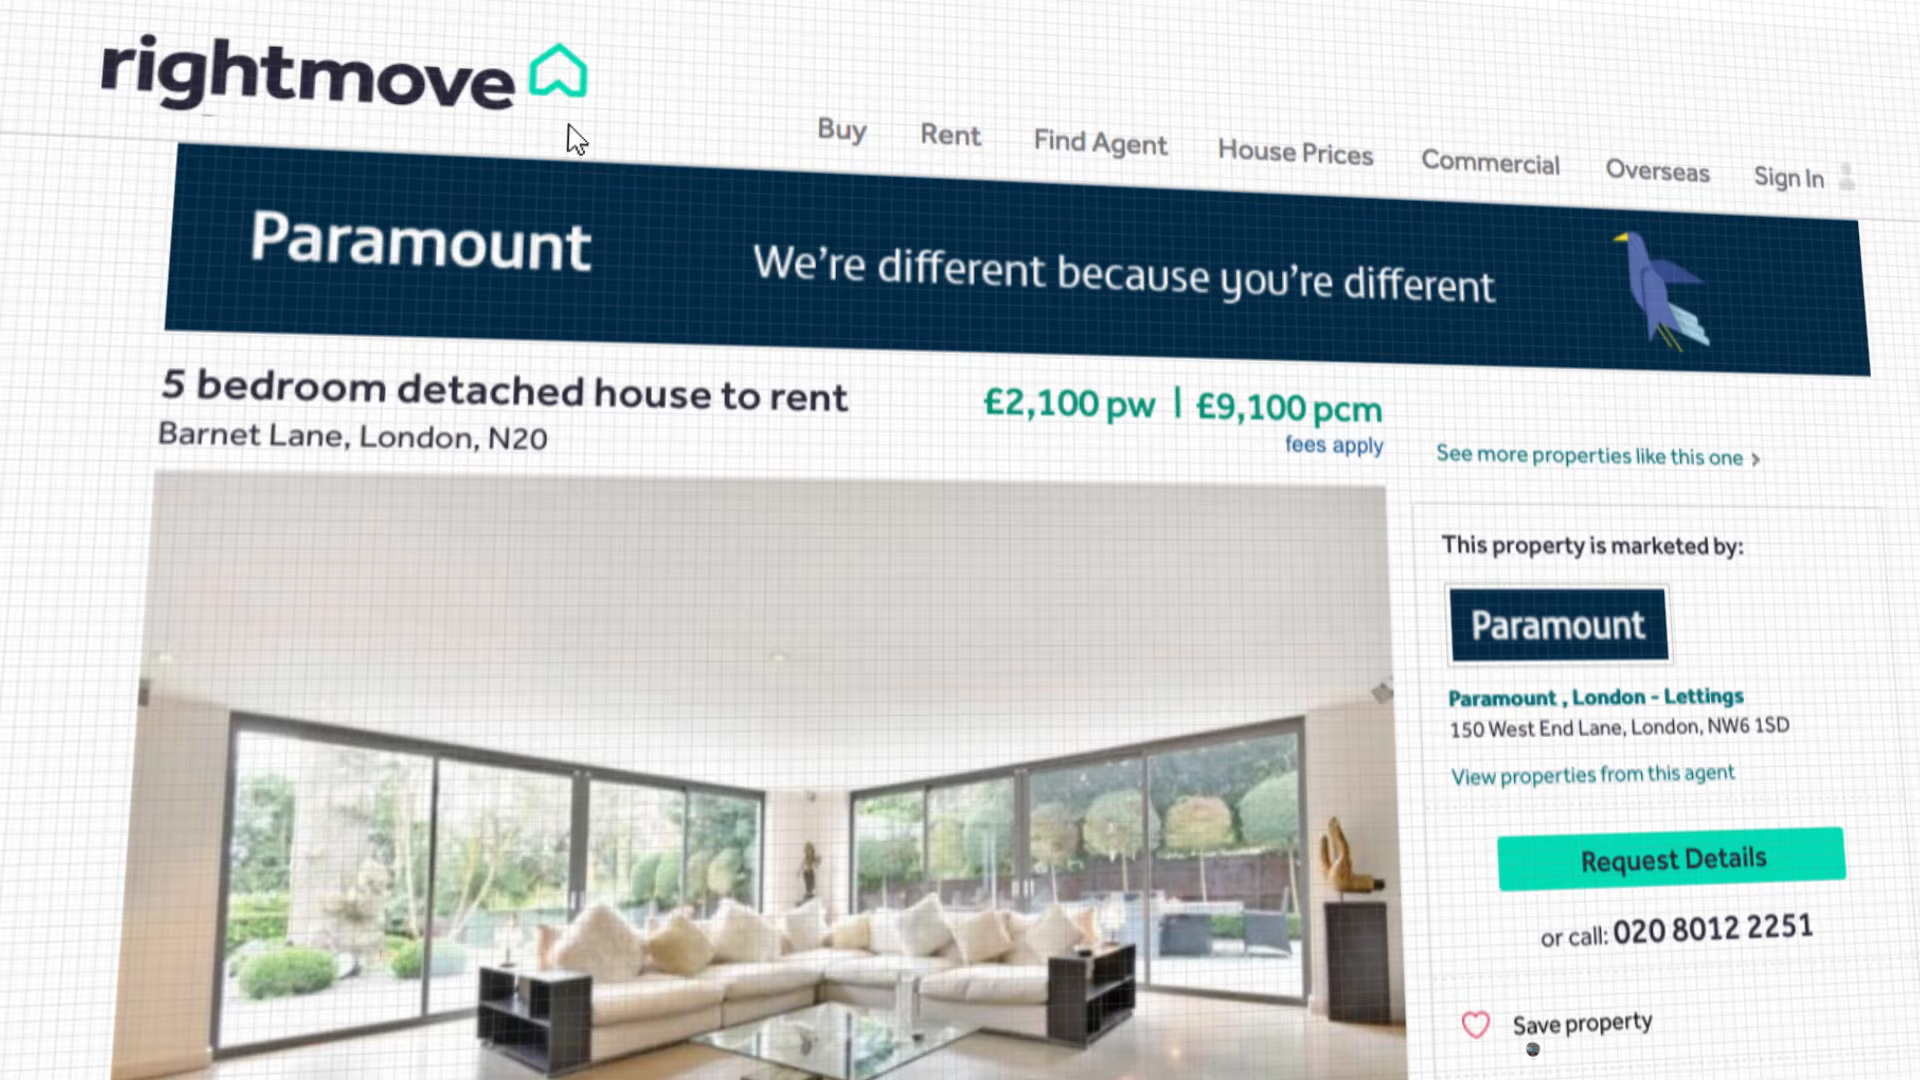 rightmove
Buy Rent Find Agent House Prices Commercial Overseas Sign In
Paramount
We're different because you're different
5 bedroom detached house to rent
£2,100 pw | £9,100 pcm
Barnet Lane, London, N20
fees apply
See more properties like this one >
This property is marketed by:
Paramount
Paramount , London - Lettings
150 West End Lane, London, NW6 1SD
View properties from this agent
Request Details
or call: 020 8012 2251
Save property